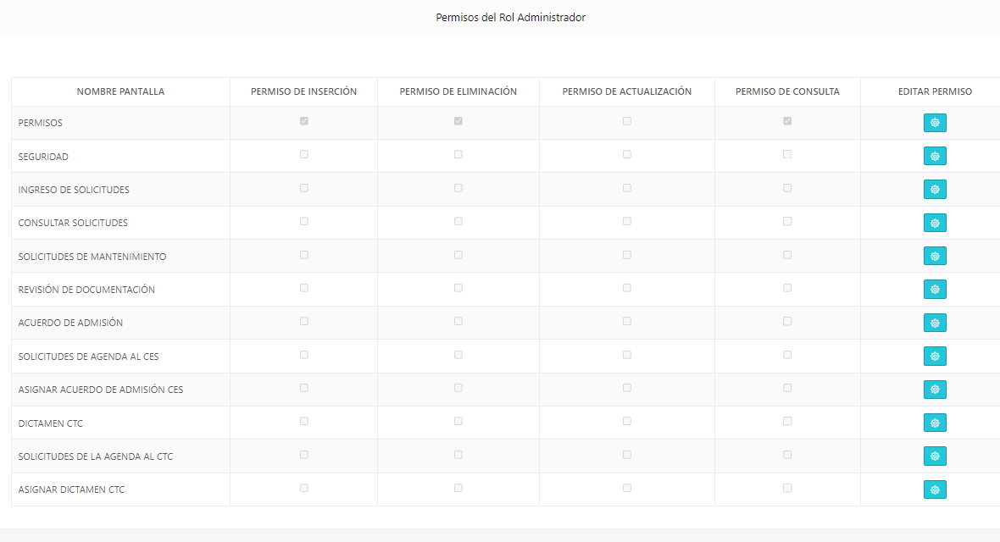 Permisos del Rol Administrador
NOMBRE PANTALLA PERMISO DE INSERCIÓN PERMISO DE ELIMINACIÓN PERMISO DE ACTUALIZACIÓN PERMISO DE CONSULTA EDITAR PERMISO
PERMISOS
SEGURIDAD
INGRESO DE SOLICITUDES
CONSULTAR SOLICITUDES
SOLICITUDES DE MANTENIMIENTO
REVISIÓN DE DOCUMENTACIÓN
ACUERDO DE ADMISIÓN
SOLICITUDES DE AGENDA AL CES
ASIGNAR ACUERDO DE ADMISIÓN CES
DICTAMEN CTC
SOLICITUDES DE LA AGENDA AL CTC
ASIGNAR DICTAMEN CTC